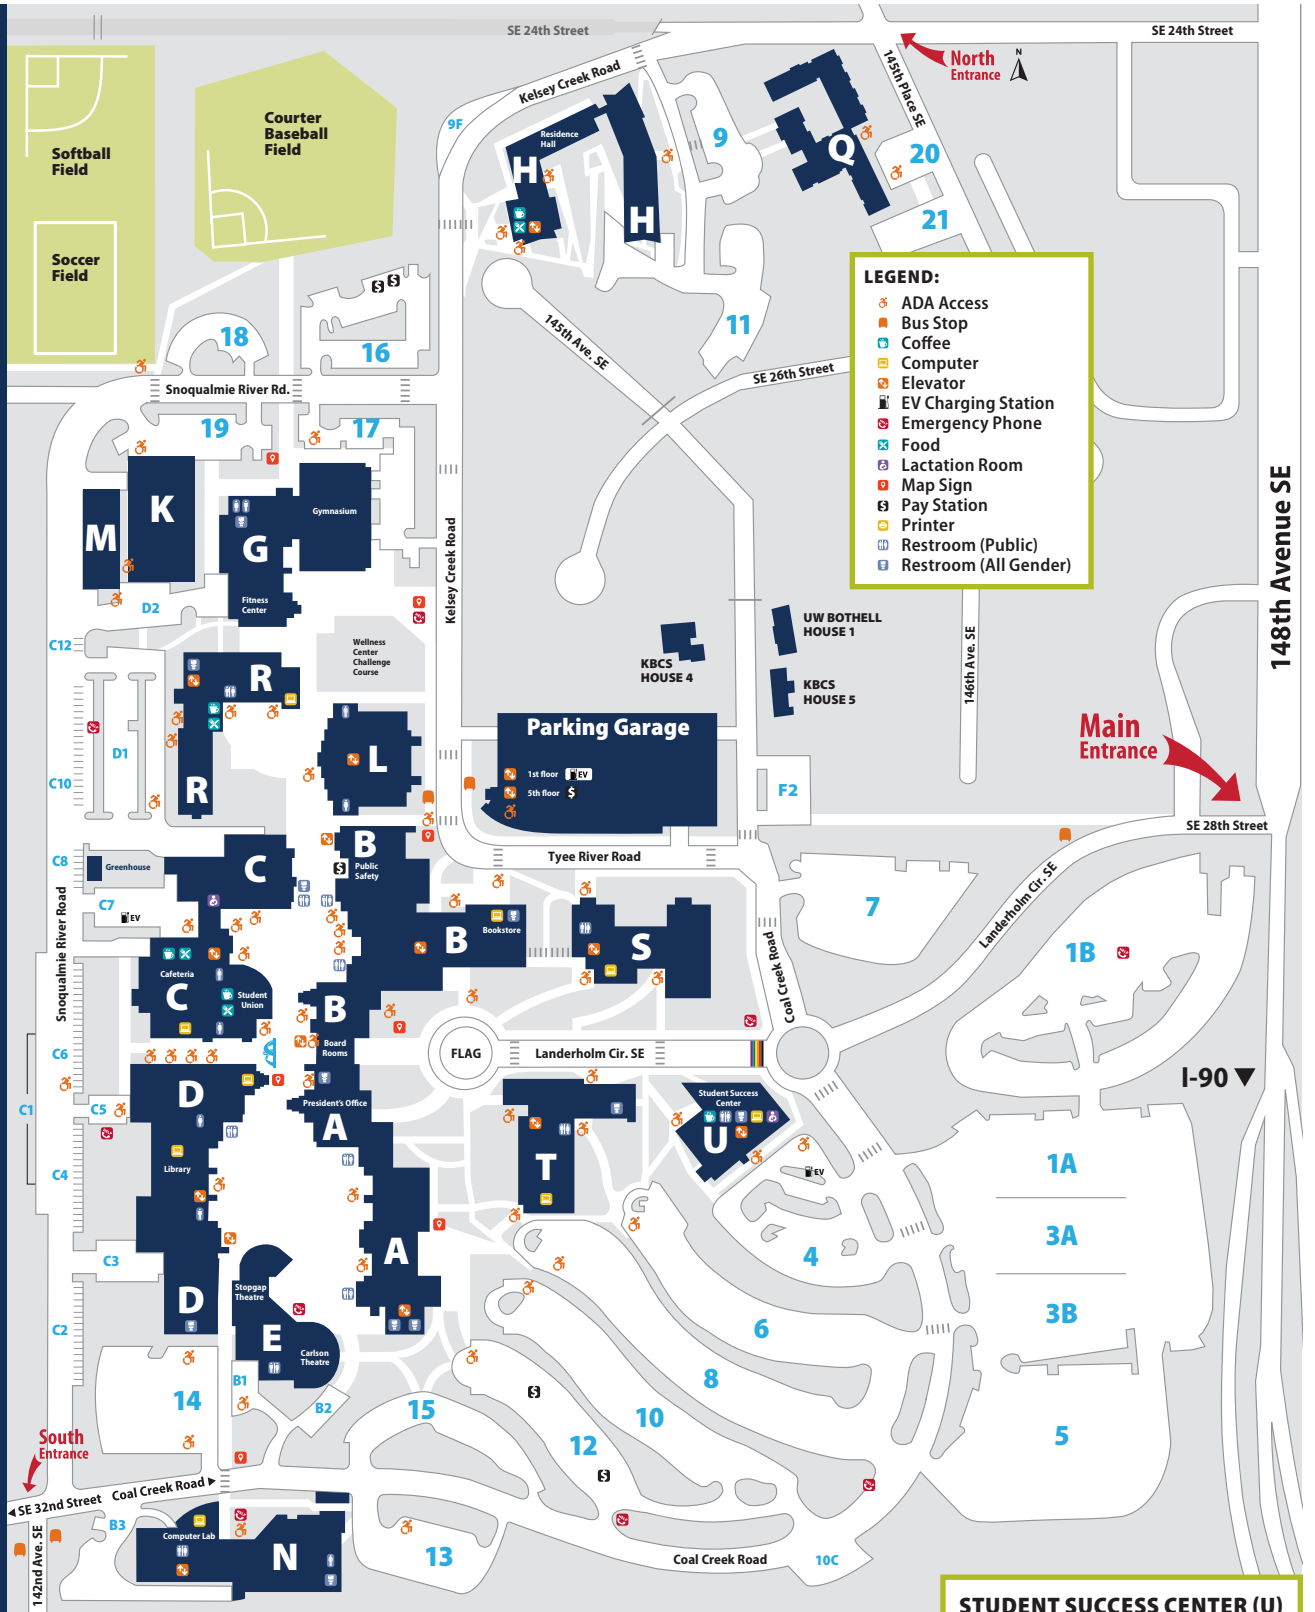 SE 24th Street
SE 24th Street
North
Entrance
N
Kelsey Creek Road
145th Place SE
9F
Courter
Baseball
Field
Softball
Field
Residence
Hall
H
H
9
Q
20
21
Soccer
Field
18
16
11
145th Ave. SE
SE 26th Street
LEGEND:
ADA Access
Bus Stop
Coffee
Computer
Elevator
EV Charging Station
Emergency Phone
Food
Lactation Room
Map Sign
Pay Station
Printer
Restroom (Public)
Restroom (All Gender)
Snoqualmie River Rd.
19
17
M
K
G
Gymnasium
Fitness
Center
Kelsey Creek Road
148th Avenue SE
D2
C12
Wellness
Center
Challenge
Course
UW BOTHELL
HOUSE 1
KBCS
HOUSE 4
KBCS
HOUSE 5
146th Ave. SE
R
R
D1
C10
L
Parking Garage
1st floor
EV
5th floor
$
F2
Main
Entrance
SE 28th Street
Tyee River Road
C8
Greenhouse
C
B
Public
Safety
C7
EV
Snoqualmie River Road
B
Bookstore
S
7
Landerholm Cir. SE
1B
Coal Creek Road
Cafeteria
C
Student
Union
B
Board
Rooms
FLAG
Landerholm Cir. SE
I-90
C6
C1
C5
D
President's Office
A
Student Success
Center
U
T
EV
1A
C4
Library
3A
C3
A
4
D
Stopgap
Theatre
E
Carlson
Theatre
3B
C2
6
8
B1
B2
14
15
10
12
5
South
Entrance
SE 32nd Street
Coal Creek Road
142nd Ave. SE
B3
Computer Lab
N
13
Coal Creek Road
10C
STUDENT SUCCESS CENTER (U)